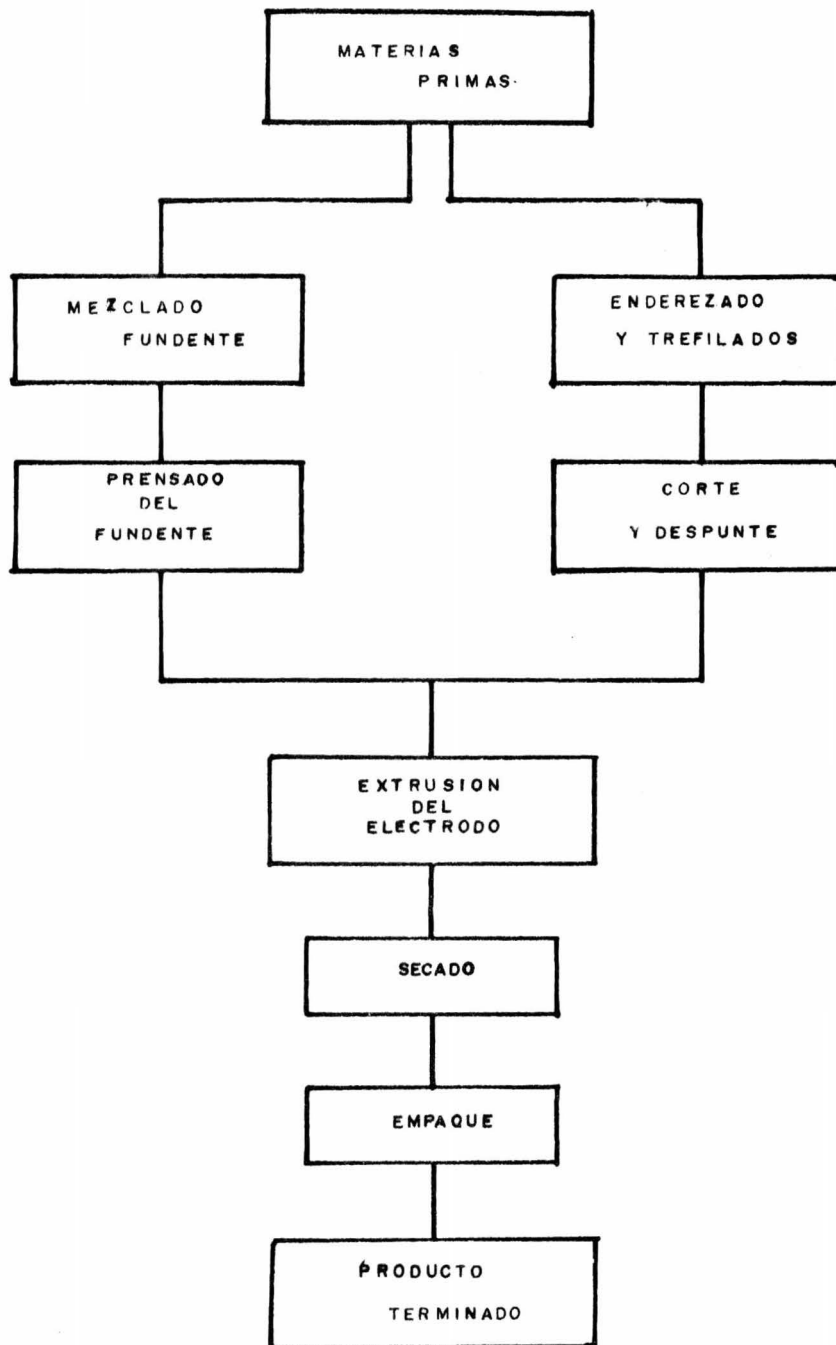 MATERIAS
PRIMAS.
MEZCLADO
FUNDENTE
ENDEREZADO
Y TREFILADOS
PRENSADO
DEL
FUNDENTE
CORTE
Y DESPUNTE
EXTRUSION
DEL
ELECTRODO
SECADO
EMPAQUE
PRODUCTO
TERMINADO